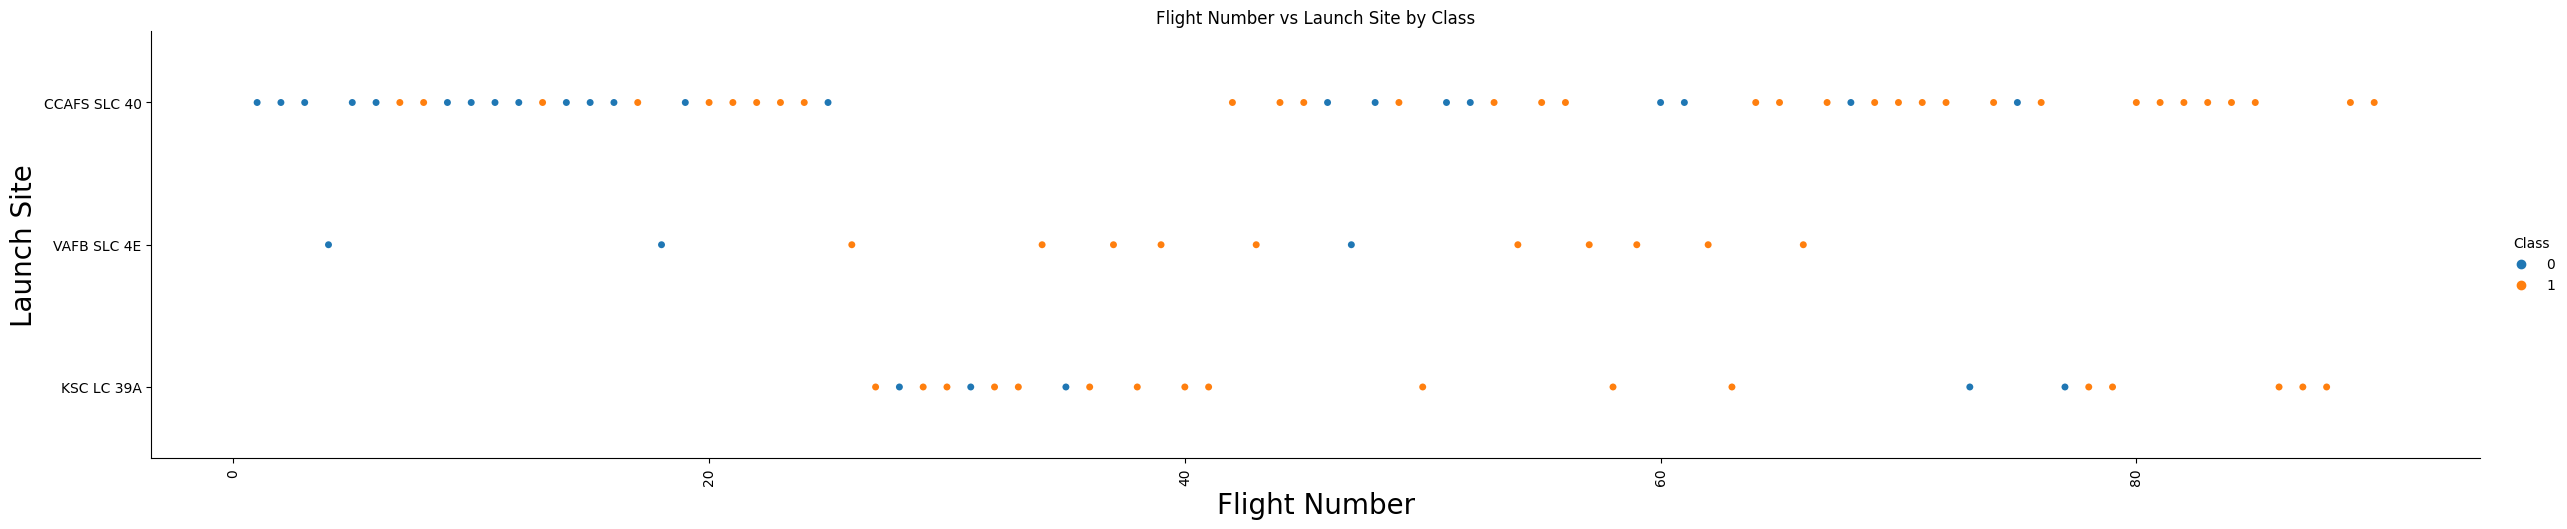 Flight Number vs Launch Site by Class
Launch Site
CCAFS SLC 40
VAFB SLC 4E
KSC LC 39A
0
20
40
60
80
Flight Number
Class
0
1